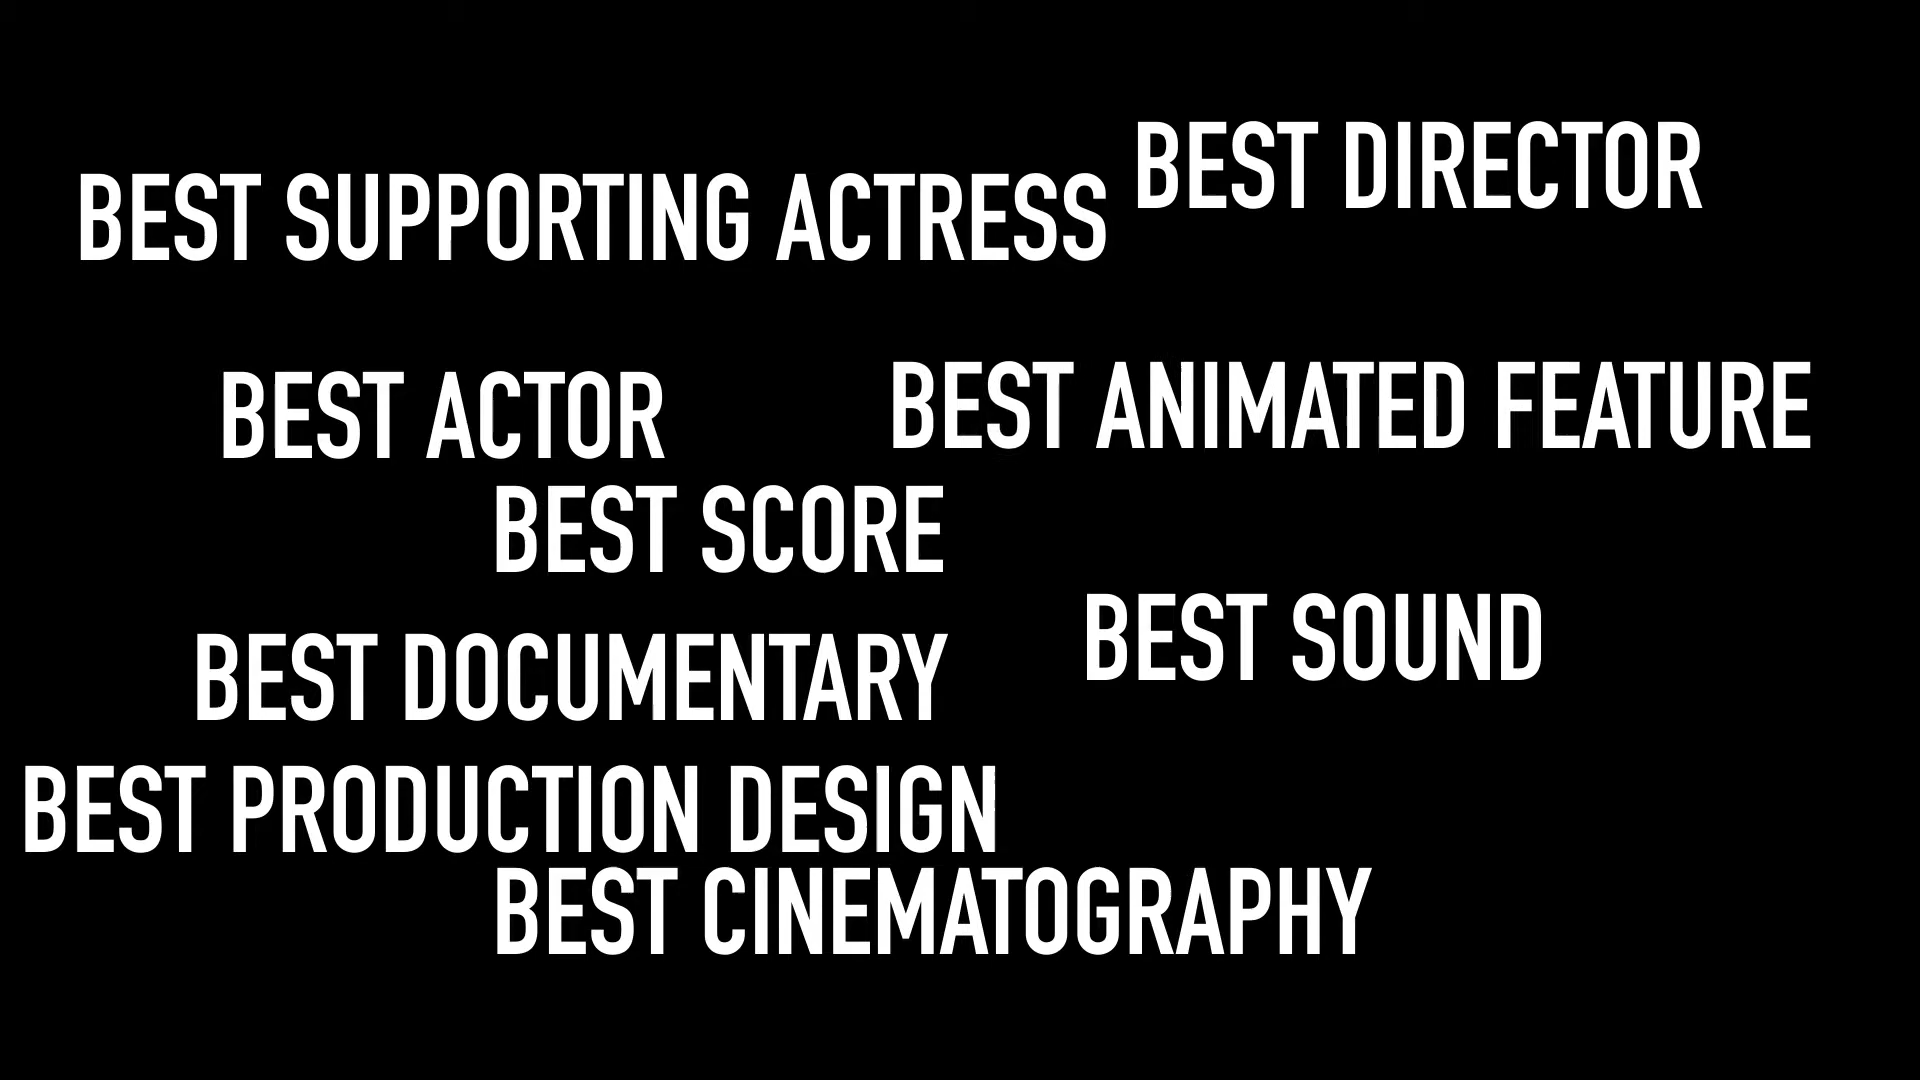 BEST SUPPORTING ACTRESS
BEST DIRECTOR
BEST ACTOR
BEST ANIMATED FEATURE
BEST SCORE
BEST SOUND
BEST DOCUMENTARY
BEST PRODUCTION DESIGN
BEST CINEMATOGRAPHY